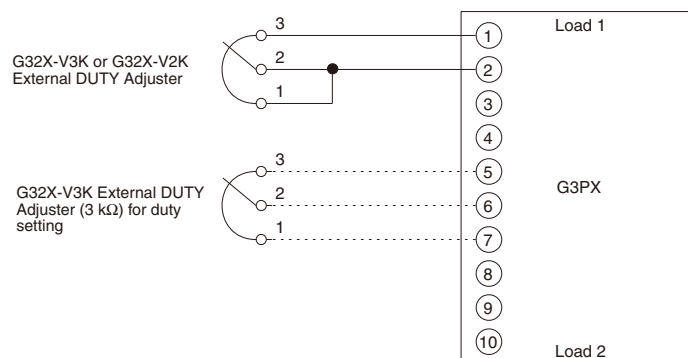 3
2
1
G32X-V3K or G32X-V2K
External DUTY Adjuster
3
2
1
G32X-V3K External DUTY
Adjuster (3 kΩ) for duty
setting
Load 1
1
2
3
4
5
6
7
8
9
10
G3PX
Load 2